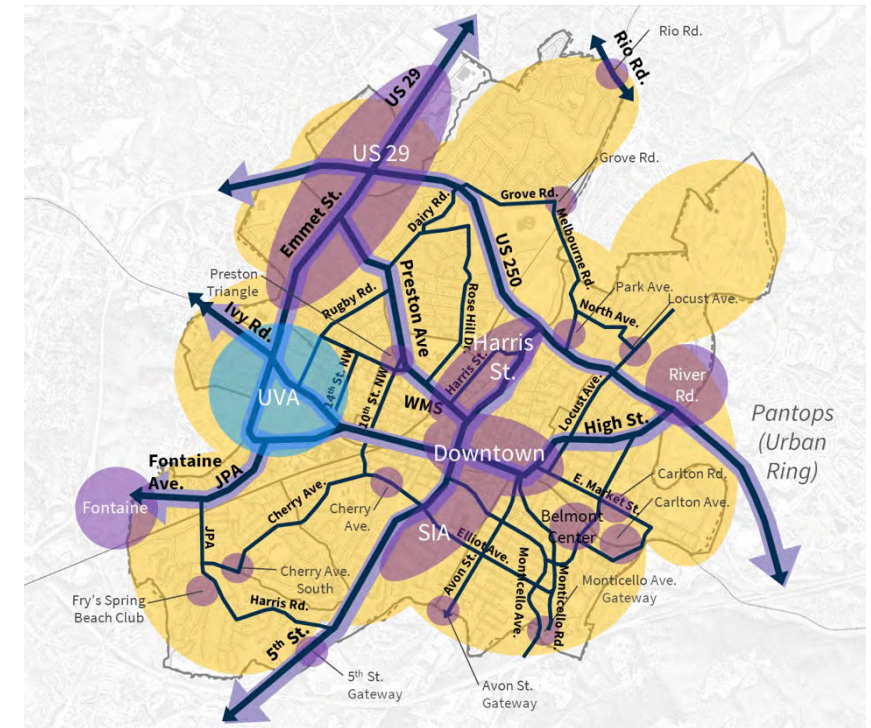 Rio Rd.
Rio Rd.
US 29
US 29
Grove Rd.
Grove Rd.
Dairy Rd.
Emmet St.
Melbourne Rd.
US 250
Preston
Triangle
Preston Ave
Rugby Rd.
Rose Hill Dr.
Park Ave.
Locust Ave.
North Ave.
Ivy Rd.
Harris
St.
Harris St.
UVA
14th St. NW
10th St. NW
WMS
Locust Ave.
River
Rd.
High St.
Pantops
(Urban
Ring)
Downtown
Fontaine
Ave.
JPA
Fontaine
Cherry Ave.
Cherry
Ave.
E. Market St.
Carlton Rd.
Carlton Ave.
Belmont
Center
SIA
Elliot Ave.
JPA
Cherry Ave.
South
Avon St.
Monticello Ave.
Monticello Rd.
Monticello Ave.
Gateway
Fry's Spring
Beach Club
Harris Rd.
5th St.
5th St.
Gateway
Avon St.
Gateway